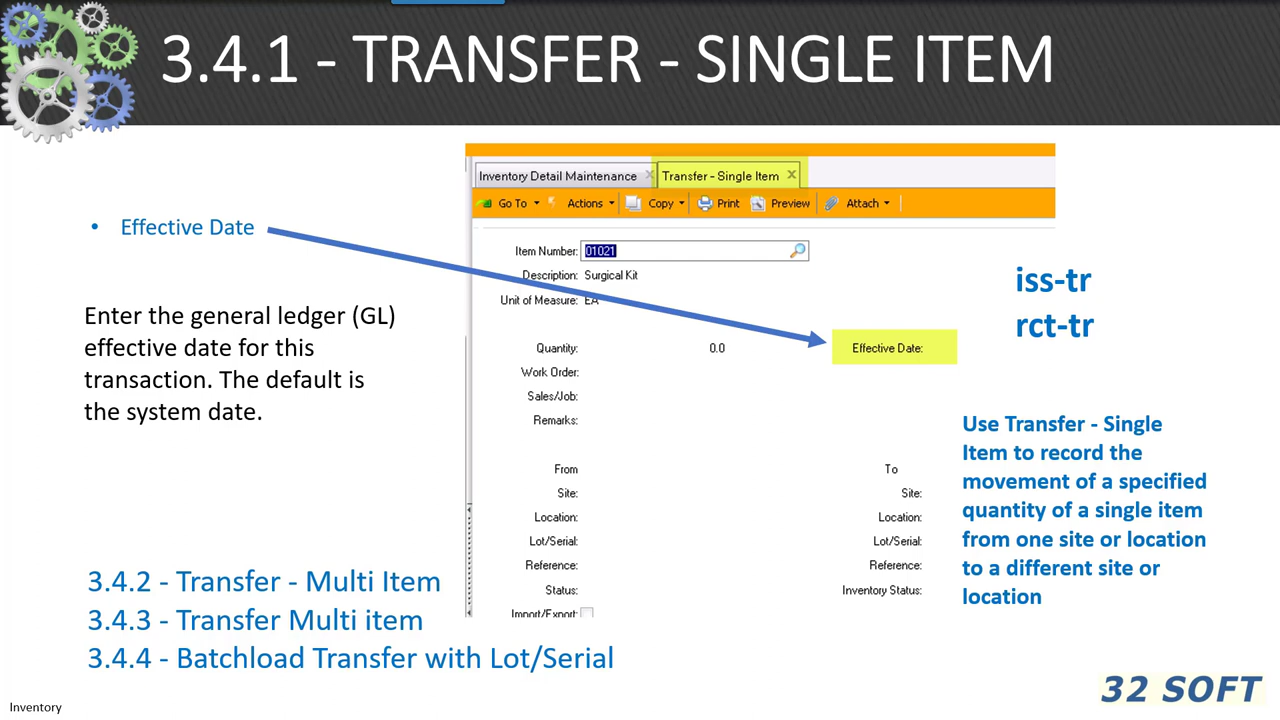 3.4.1 - TRANSFER - SINGLE ITEM
Inventory Detail Maintenance
Transfer - Single Item
Go To Actions Copy Print Preview Attach
• Effective Date
Item Number: 01021
Description: Surgical Kit
Unit of Measure: EA
iss-tr
rct-tr
Enter the general ledger (GL)
effective date for this
transaction. The default is
the system date.
Quantity: 0.0 Effective Date:
Work Order:
Sales/Job:
Remarks:
From To
Site: Site:
Location: Location:
Lot/Serial: Lot/Serial:
Reference: Reference:
Status: Inventory Status:
Import/Export:
Use Transfer - Single
Item to record the
movement of a specified
quantity of a single item
from one site or location
to a different site or
location
3.4.2 - Transfer - Multi Item
3.4.3 - Transfer Multi item
3.4.4 - Batchload Transfer with Lot/Serial
32 SOFT
Inventory